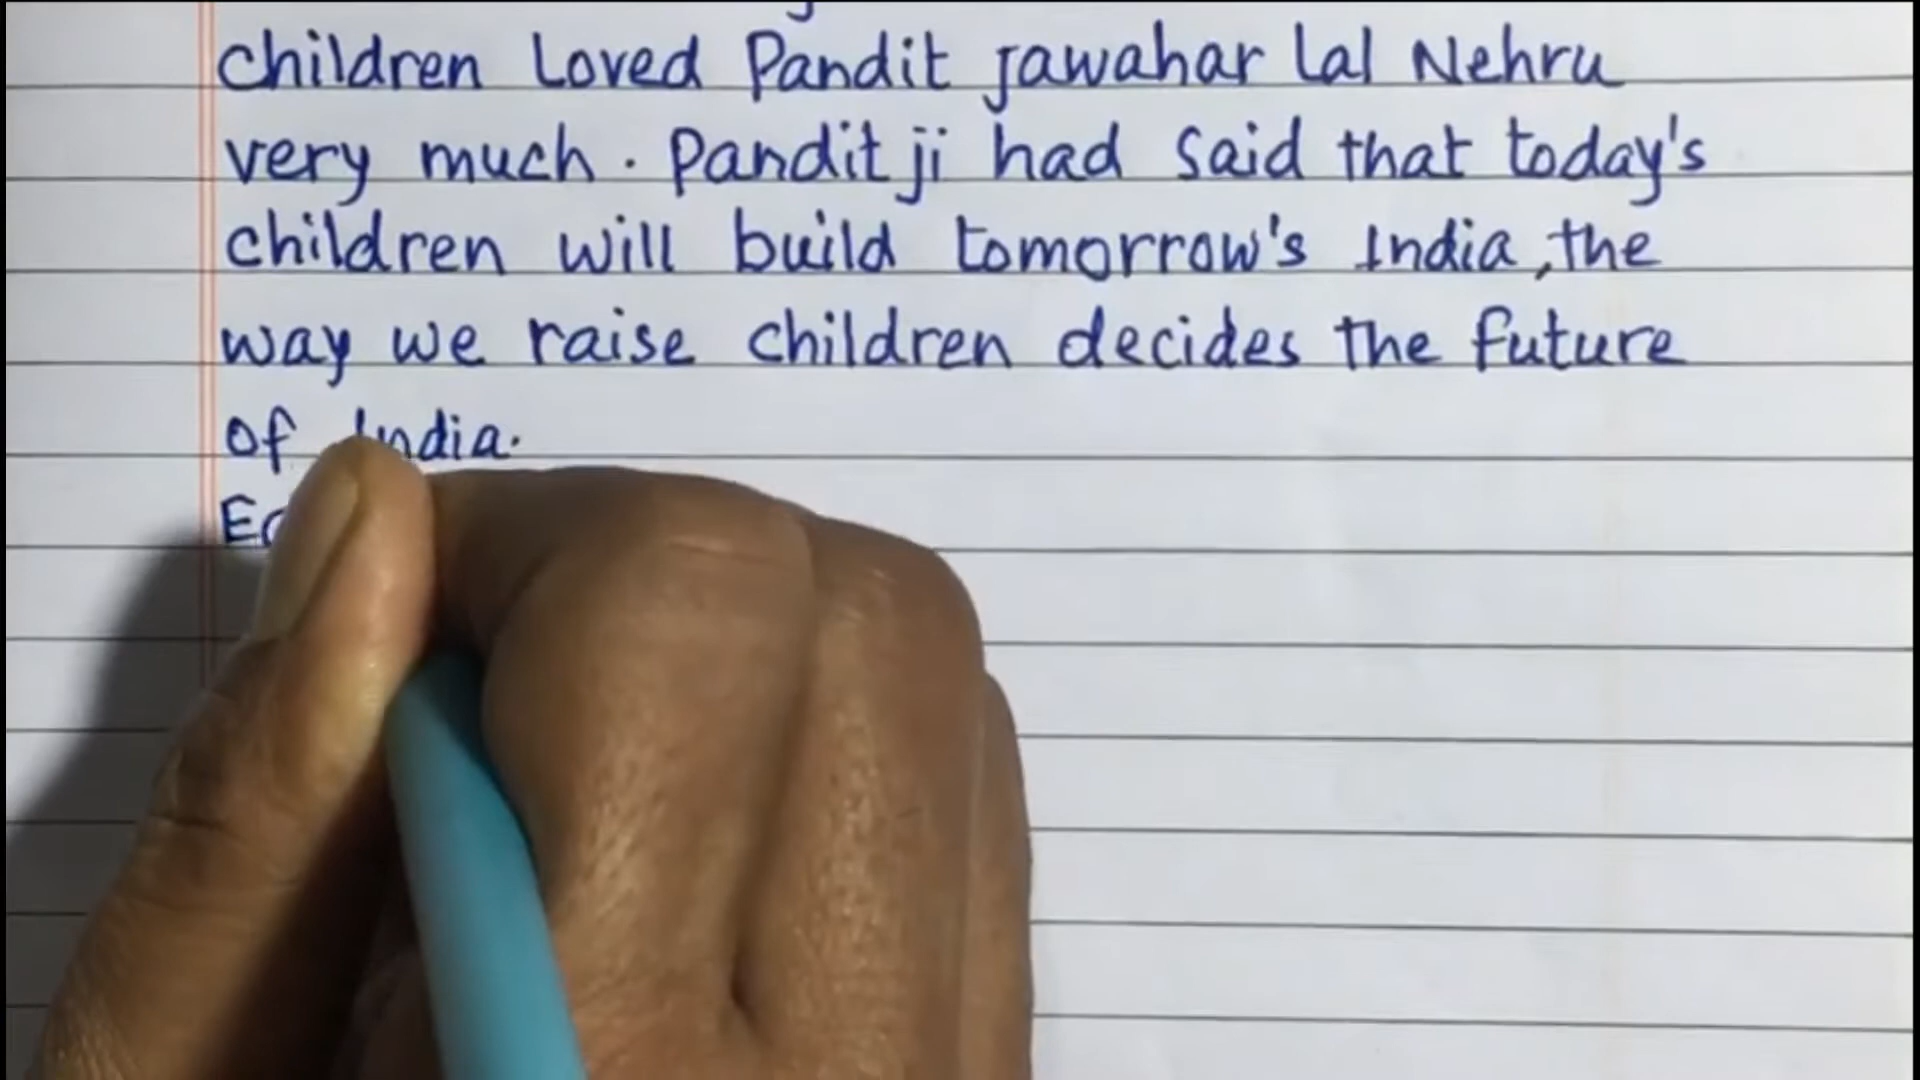 children Loved Pandit Jawahar Lal Nehru
very much. Pandit ji had said that today's
children will build tomorrow's India, the
way we raise children decides the future
of India.